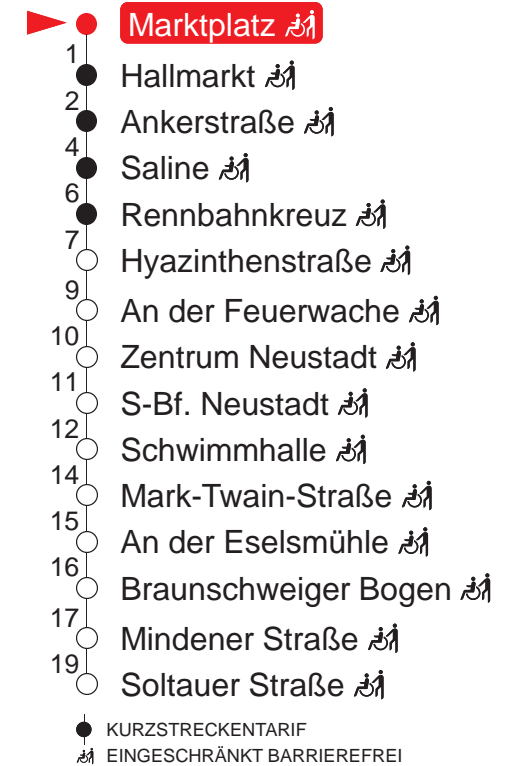 Marktplatz
1
Hallmarkt
2
Ankerstraße
4
Saline
6
Rennbahnkreuz
7
Hyazinthenstraße
9
An der Feuerwache
10
Zentrum Neustadt
11
S-Bf. Neustadt
12
Schwimmhalle
14
Mark-Twain-Straße
15
An der Eselsmühle
16
Braunschweiger Bogen
17
Mindener Straße
19
Soltauer Straße
KURZSTRECKENTARIF
EINGESCHRÄNKT BARRIEREFREI